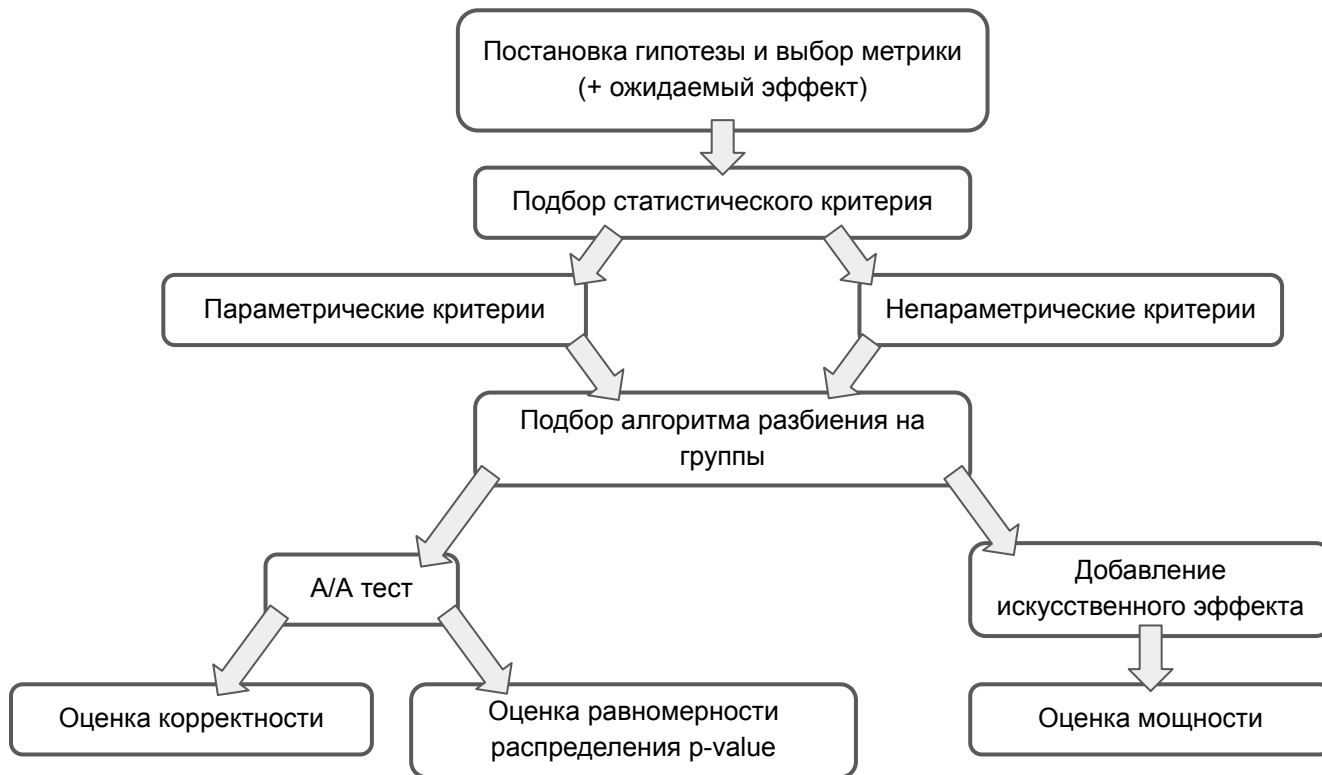 Постановка гипотезы и выбор метрики
(+ ожидаемый эффект)
Подбор статистического критерия
Параметрические критерии
Непараметрические критерии
Подбор алгоритма разбиения на
группы
А/А тест
Добавление
искусственного эффекта
Оценка корректности
Оценка равномерности
распределения p-value
Оценка мощности